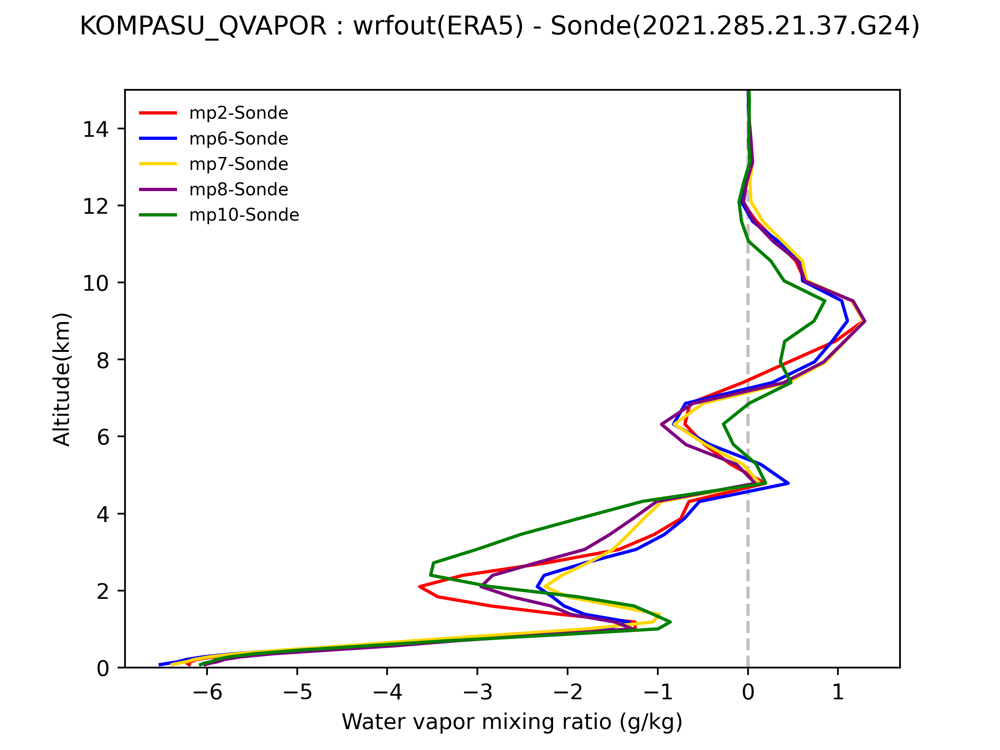 KOMPASU_QVAPOR : wrfout(ERA5) - Sonde(2021.285.21.37.G24)
mp2-Sonde
mp6-Sonde
mp7-Sonde
mp8-Sonde
mp10-Sonde
14
12
10
8
6
4
2
0
Altitude(km)
−6 −5 −4 −3 −2 −1 0 1
Water vapor mixing ratio (g/kg)